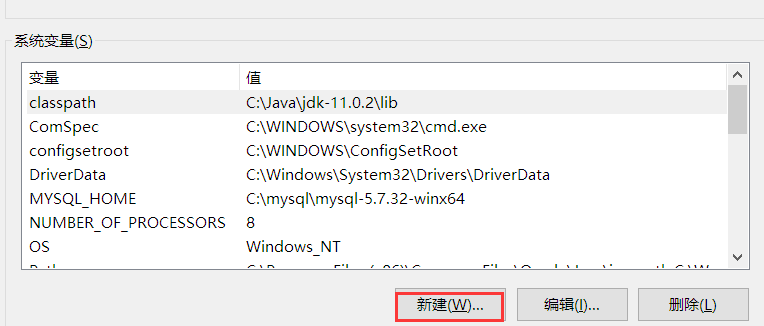 系统变量(S)
变量 值
classpath C:\Java\jdk-11.0.2\lib
ComSpec C:\WINDOWS\system32\cmd.exe
configsetroot C:\WINDOWS\ConfigSetRoot
DriverData C:\Windows\System32\Drivers\DriverData
MYSQL_HOME C:\mysql\mysql-5.7.32-winx64
NUMBER_OF_PROCESSORS 8
OS Windows_NT
新建(W)... 编辑(I)... 删除(L)